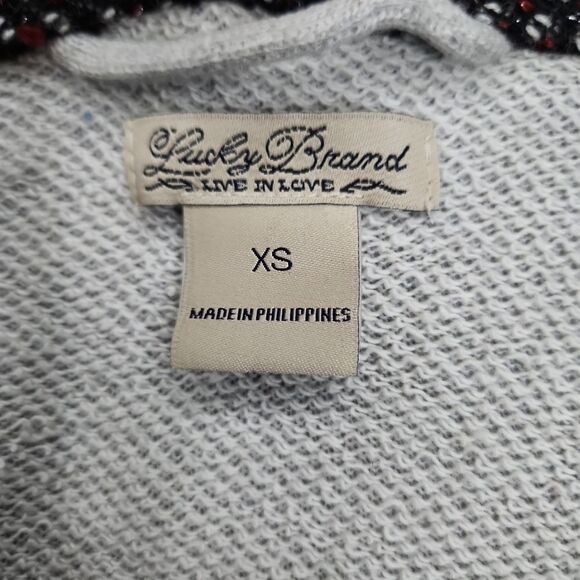 Lucky Brand
LIVE IN LOVE
XS
MADE IN PHILIPPINES